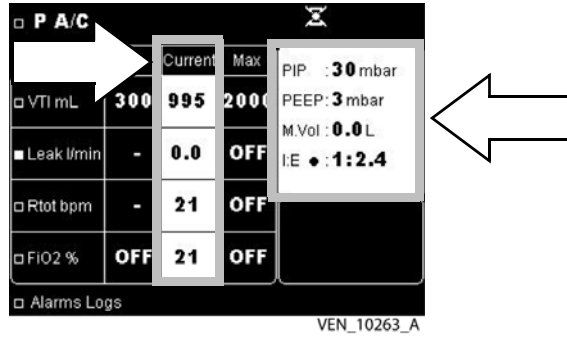 P A/C
Current Max
VTI mL 300 995 2000
Leak l/min - 0.0 OFF
Rtot bpm - 21 OFF
FiO2 % OFF 21 OFF
PIP : 30 mbar
PEEP: 3 mbar
M.Vol : 0.0 L
I:E ● : 1:2.4
Alarms Logs
VEN_10263_A